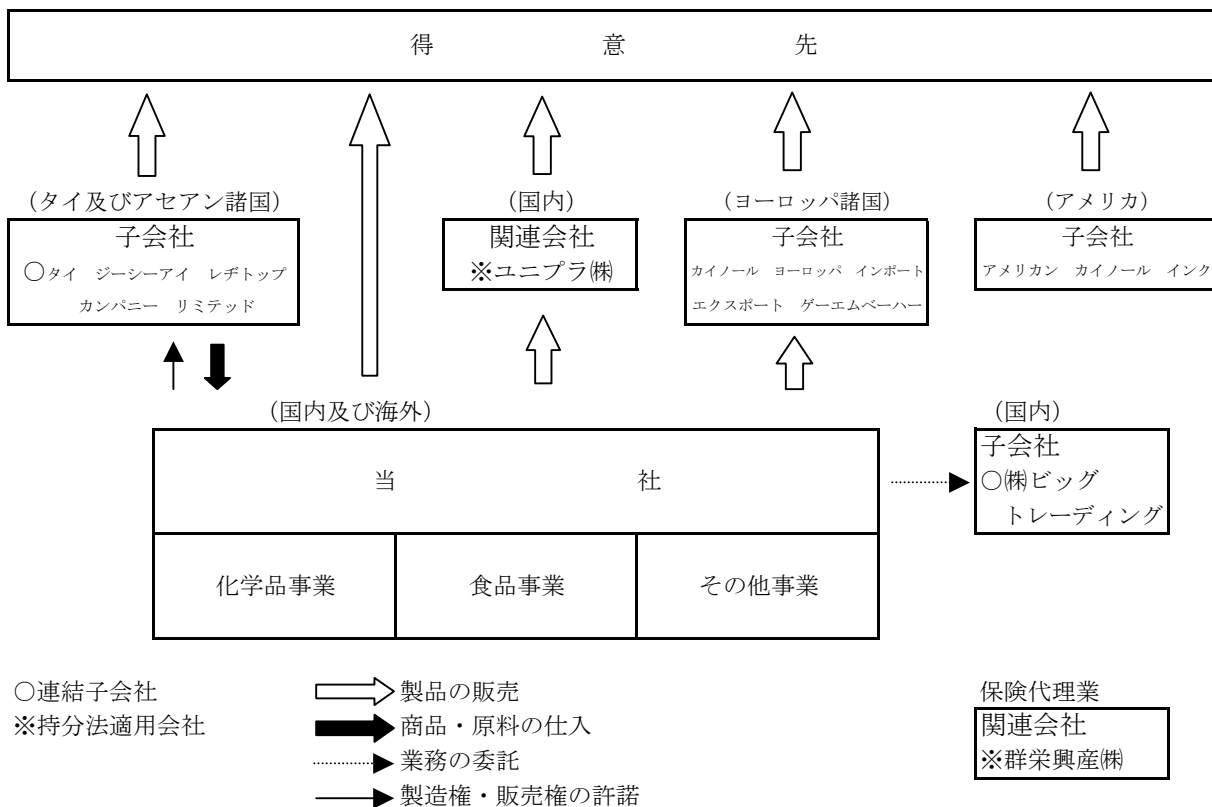 得意先
(タイ及びアセアン諸国)
(国内)
(ヨーロッパ諸国)
(アメリカ)
子会社
○タイ ジーシーアイ レヂトップ
カンパニー リミテッド
関連会社
※ユニプラ㈱
子会社
カイノール ヨーロッパ インポート
エクスポート ゲーエムベーハー
子会社
アメリカン カイノール インク
(国内及び海外)
(国内)
当社
子会社
○㈱ビッグ
トレーディング
化学品事業
食品事業
その他事業
○連結子会社
※持分法適用会社
製品の販売
商品・原料の仕入
業務の委託
製造権・販売権の許諾
保険代理業
関連会社
※群栄興産㈱